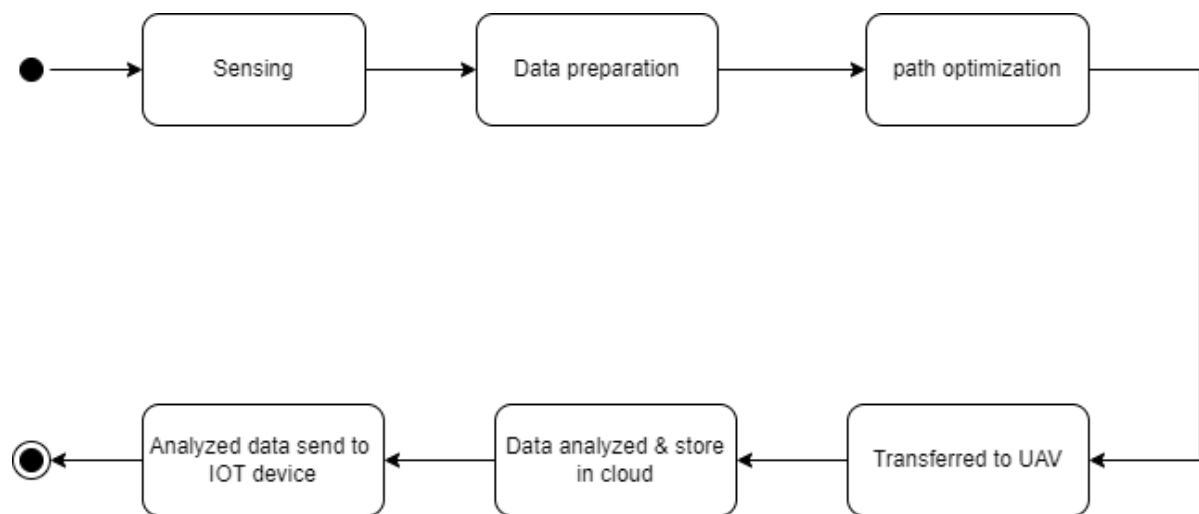 Sensing
Data preparation
path optimization
Analyzed data send to
IOT device
Data analyzed & store
in cloud
Transferred to UAV